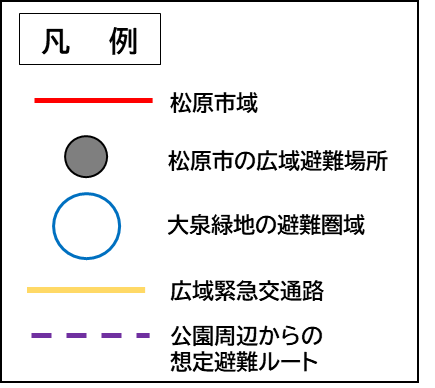 凡 例
松原市域
松原市の広域避難場所
大泉緑地の避難圏域
広域緊急交通路
公園周辺からの
想定避難ルート